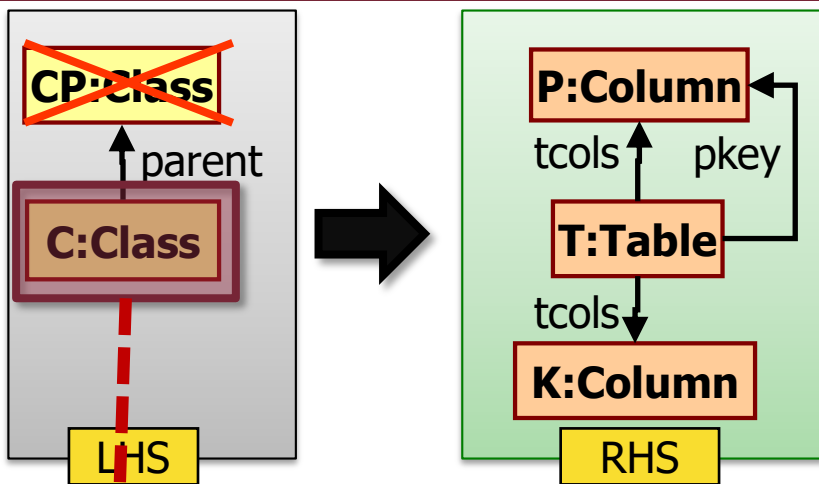 CP:Class
parent
C:Class
LHS
P:Column
tcols
pkey
T:Table
tcols
K:Column
RHS